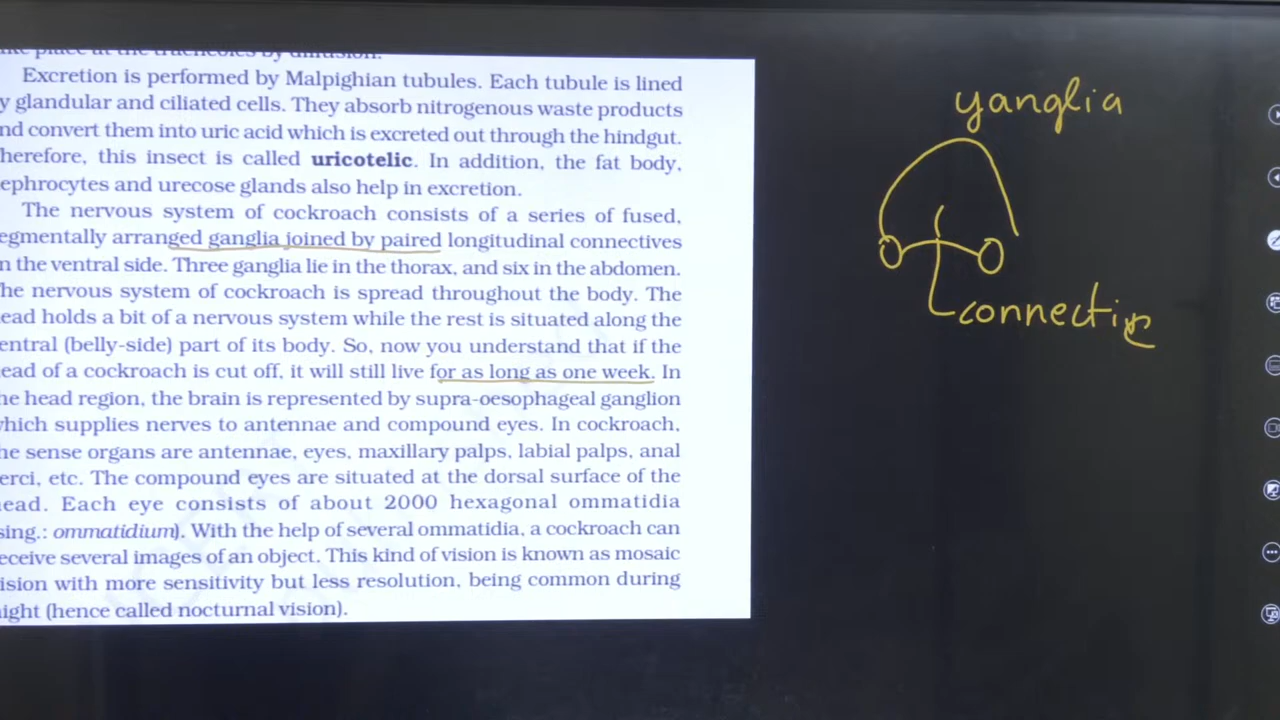 Excretion is performed by Malpighian tubules. Each tubule is lined
y glandular and ciliated cells. They absorb nitrogenous waste products
nd convert them into uric acid which is excreted out through the hindgut.
herefore, this insect is called uricotelic. In addition, the fat body,
ephrocytes and urecose glands also help in excretion.
The nervous system of cockroach consists of a series of fused,
egmentally arranged ganglia joined by paired longitudinal connectives
n the ventral side. Three ganglia lie in the thorax, and six in the abdomen.
he nervous system of cockroach is spread throughout the body. The
ead holds a bit of a nervous system while the rest is situated along the
entral (belly-side) part of its body. So, now you understand that if the
ead of a cockroach is cut off, it will still live for as long as one week. In
he head region, the brain is represented by supra-oesophageal ganglion
which supplies nerves to antennae and compound eyes. In cockroach,
he sense organs are antennae, eyes, maxillary palps, labial palps, anal
erci, etc. The compound eyes are situated at the dorsal surface of the
ead. Each eye consists of about 2000 hexagonal ommatidia
sing.: ommatidium). With the help of several ommatidia, a cockroach can
eceive several images of an object. This kind of vision is known as mosaic
ision with more sensitivity but less resolution, being common during
night (hence called nocturnal vision).
yanglia
connective